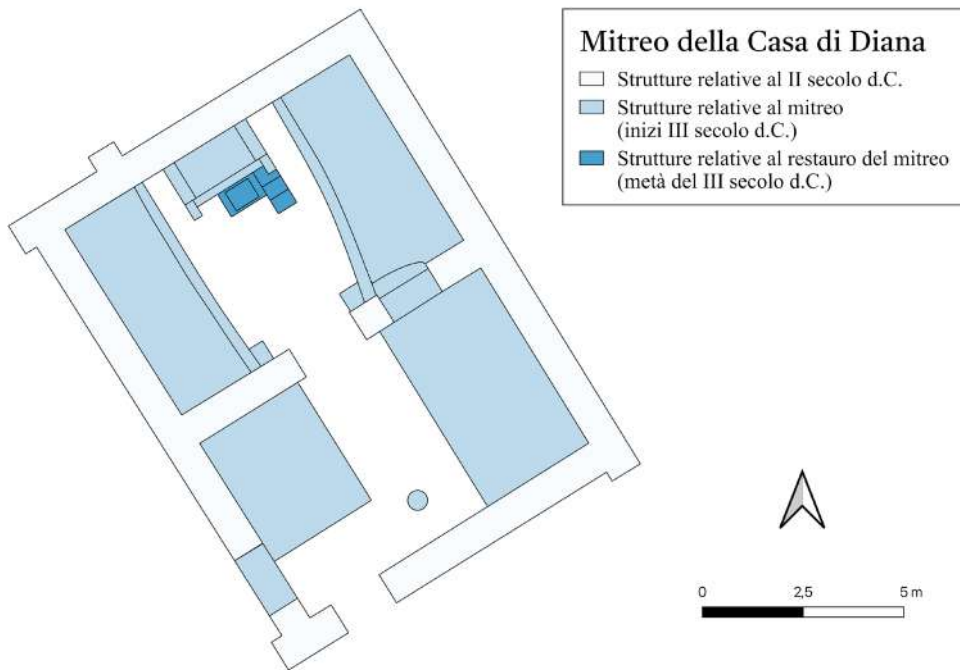 Mitreo della Casa di Diana
Strutture relative al II secolo d.C.
Strutture relative al mitreo
(inizi III secolo d.C.)
Strutture relative al restauro del mitreo
(metà del III secolo d.C.)
0 2,5 5 m